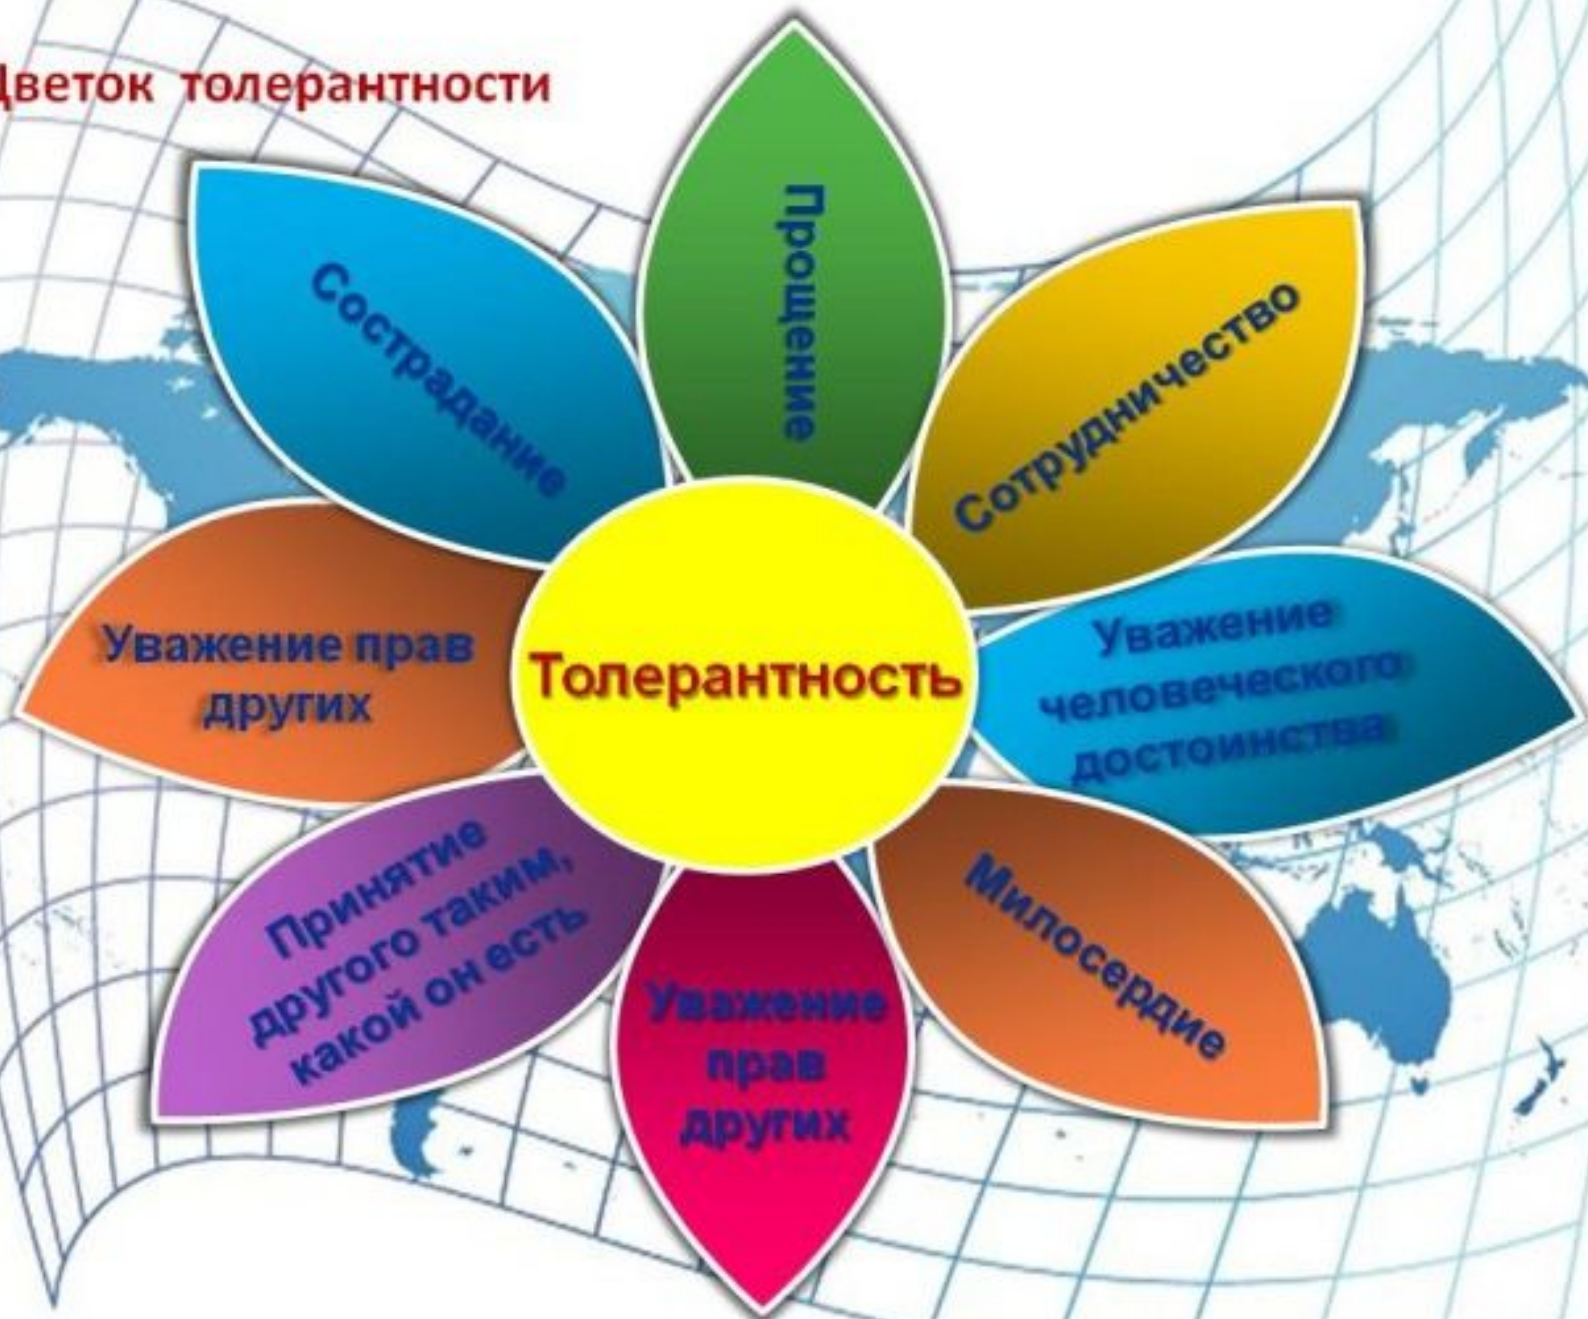 Цветок толерантности
Прощение
Сострадание
Сотрудничество
Уважение прав
других
Толерантность
Уважение
человеческого
достоинства
Принятие
другого таким,
какой он есть
Милосердие
Уважение
прав
других